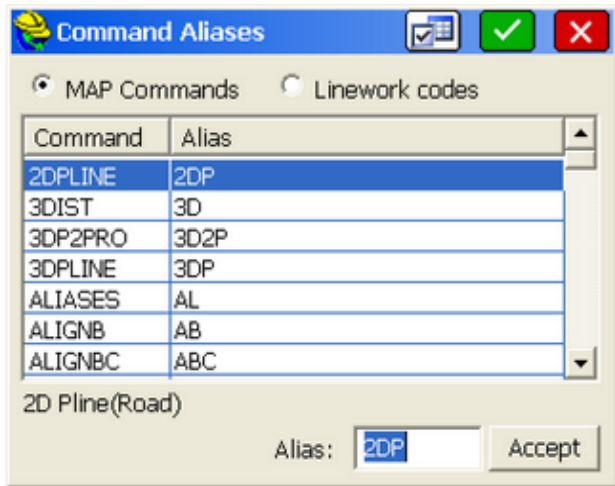 Command Aliases
MAP Commands Linework codes
Command Alias
2DPLINE 2DP
3DIST 3D
3DP2PRO 3D2P
3DPLINE 3DP
ALIASES AL
ALIGNB AB
ALIGNBC ABC
2D Pline(Road)
Alias: 2DP Accept